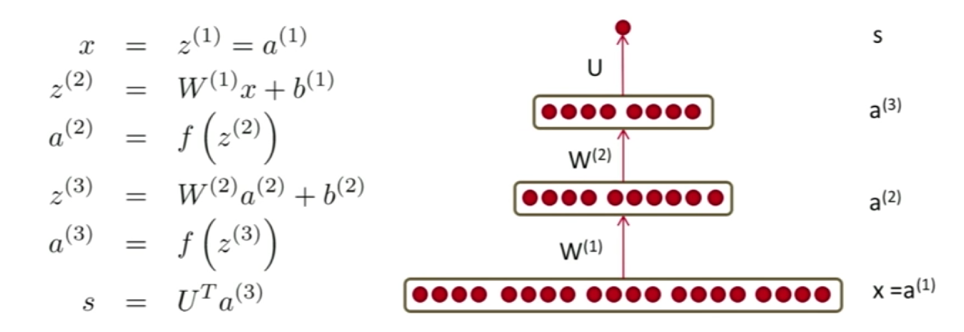 x = z^(1) = a^(1)
z^(2) = W^(1)x + b^(1)
a^(2) = f(z^(2))
z^(3) = W^(2)a^(2) + b^(2)
a^(3) = f(z^(3))
s = U^T a^(3)
s
U
a^(3)
W^(2)
a^(2)
W^(1)
x =a^(1)